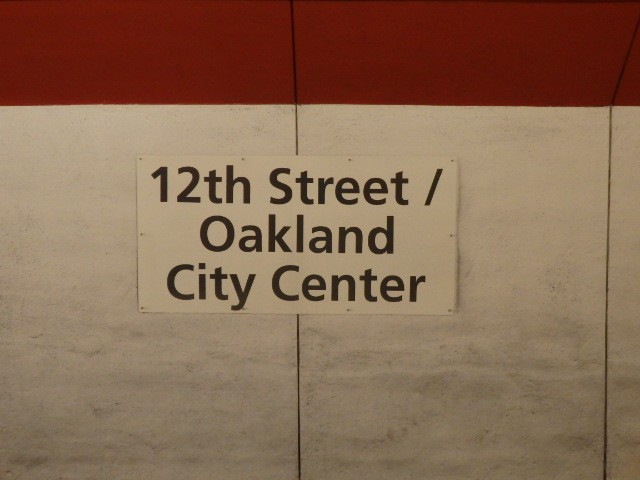 12th Street /
Oakland
City Center